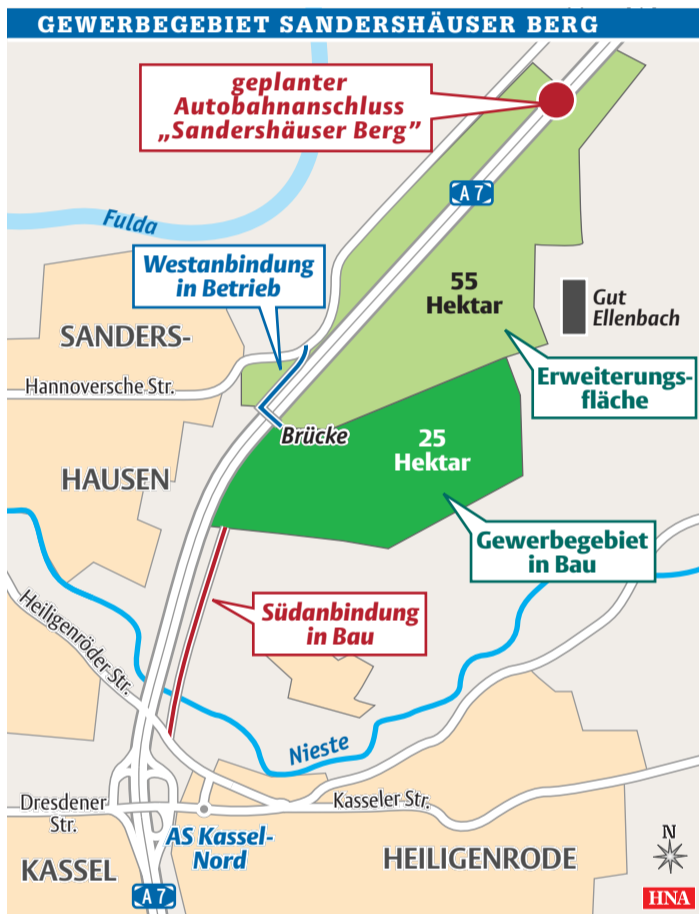 GEWERBEGEBIET SANDERSHÄUSER BERG
geplanter
Autobahnanschluss
„Sandershäuser Berg”
A 7
Fulda
Westanbindung
in Betrieb
55
Hektar
Gut
Ellenbach
SANDERS-
Hannoversche Str.
Erweiterungs-
fläche
Brücke
25
Hektar
HAUSEN
Gewerbegebiet
in Bau
Heiligenröder Str.
Südanbindung
in Bau
Nieste
Dresdener
Str.
Kasseler Str.
AS Kassel-
Nord
KASSEL
HEILIGENRODE
N
A 7
HNA